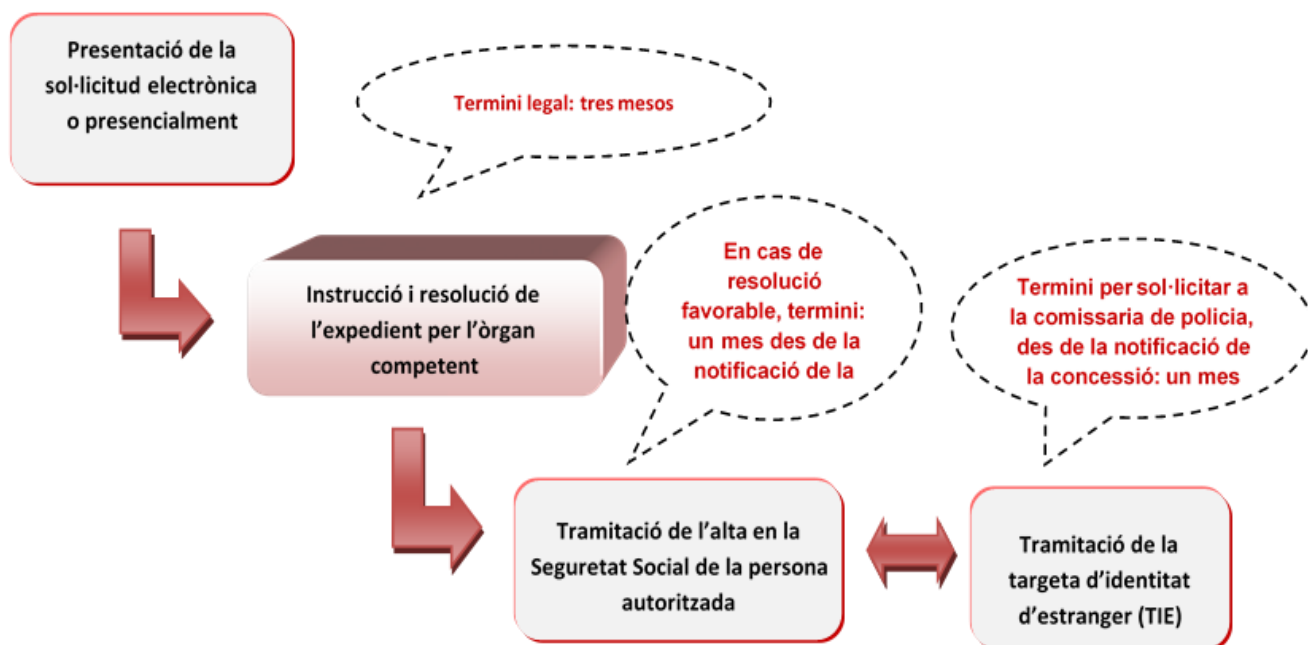 Presentació de la
sol·licitud electrònica
o presencialment
Termini legal: tres mesos
Instrucció i resolució de
l’expedient per l’òrgan
competent
En cas de
resolució
favorable, termini:
un mes des de la
notificació de la
Termini per sol·licitar a
la comissaria de policia,
des de la notificació de
la concessió: un mes
Tramitació de l’alta en la
Seguretat Social de la persona
autoritzada
Tramitació de la
targeta d’identitat
d’estranger (TIE)